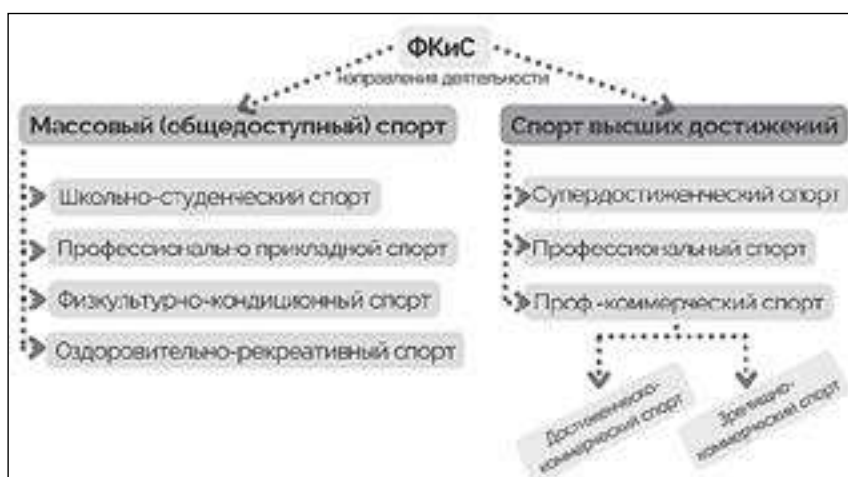 ФКиС
направления деятельности
Массовый (общедоступный) спорт
Школьно-студенческий спорт
Профессионально прикладной спорт
Физкультурно-кондиционный спорт
Оздоровительно-рекреативный спорт
Спорт высших достижений
Супердостиженческий спорт
Профессиональный спорт
Проф-коммерческий спорт
Достиженческо-
коммерческий спорт
Зрелищно-
коммерческий спорт